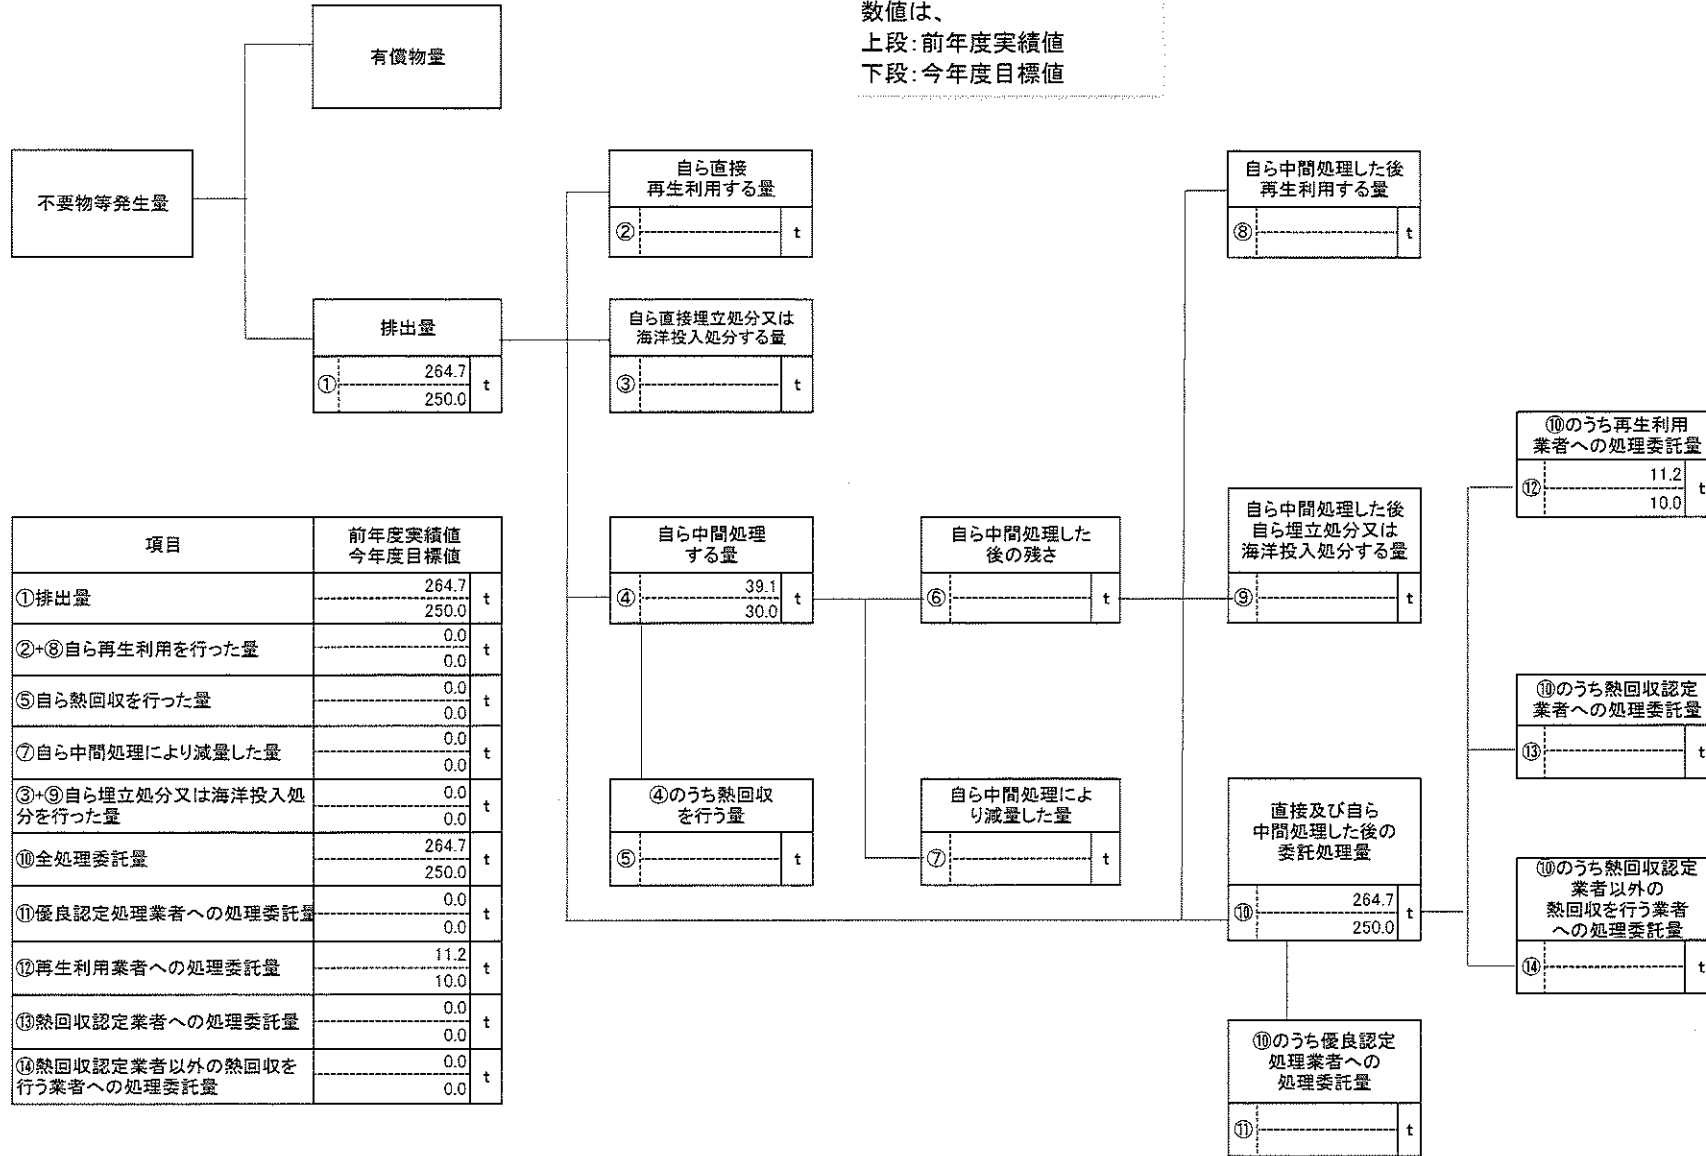 数値は、
上段:前年度実績値
下段:今年度目標値
有償物量
不要物等発生量
排出量
① 264.7 t
250.0
自ら直接
再生利用する量
② t
自ら直接埋立処分又は
海洋投入処分する量
③ t
自ら中間処理
する量
④ 39.1 t
30.0
④のうち熱回収
を行う量
⑤ t
自ら中間処理した
後の残さ
⑥ t
自ら中間処理によ
り減量した量
⑦ t
自ら中間処理した後
再生利用する量
⑧ t
自ら中間処理した後
自ら埋立処分又は
海洋投入処分する量
⑨ t
直接及び自ら
中間処理した後の
委託処理量
⑩ 264.7 t
250.0
⑩のうち優良認定
処理業者への
処理委託量
⑪ t
⑩のうち再生利用
業者への処理委託量
⑫ 11.2 t
10.0
⑩のうち熱回収認定
業者への処理委託量
⑬ t
⑩のうち熱回収認定
業者以外の
熱回収を行う業者
への処理委託量
⑭ t
項目 前年度実績値
今年度目標値
①排出量 264.7 t
250.0
②+⑧自ら再生利用を行った量 0.0 t
0.0
⑤自ら熱回収を行った量 0.0 t
0.0
⑦自ら中間処理により減量した量 0.0 t
0.0
③+⑨自ら埋立処分又は海洋投入処 0.0 t
分を行った量 0.0
⑩全処理委託量 264.7 t
250.0
⑪優良認定処理業者への処理委託量 0.0 t
0.0
⑫再生利用業者への処理委託量 11.2 t
10.0
⑬熱回収認定業者への処理委託量 0.0 t
0.0
⑭熱回収認定業者以外の熱回収を 0.0 t
行う業者への処理委託量 0.0